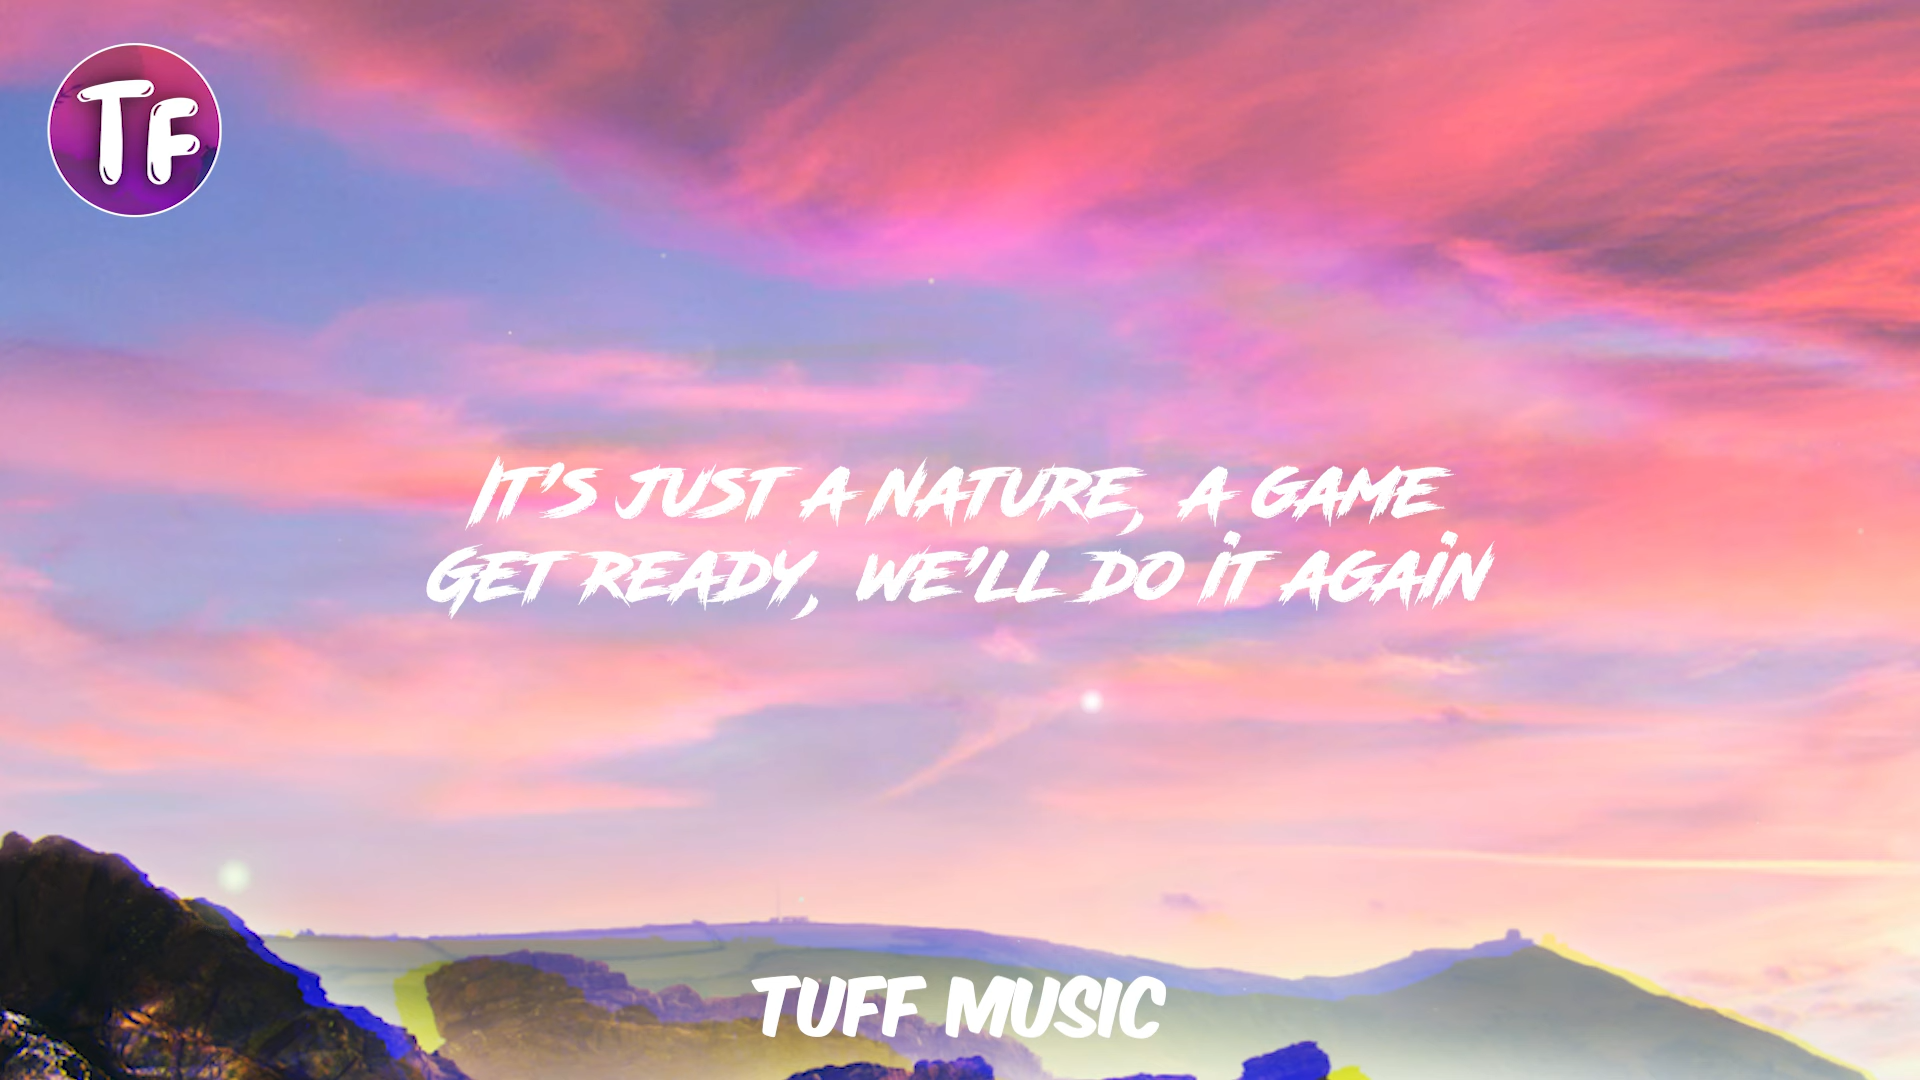 TF
It's just a nature, a game
Get ready, we'll do it again
TUFF MUSIC